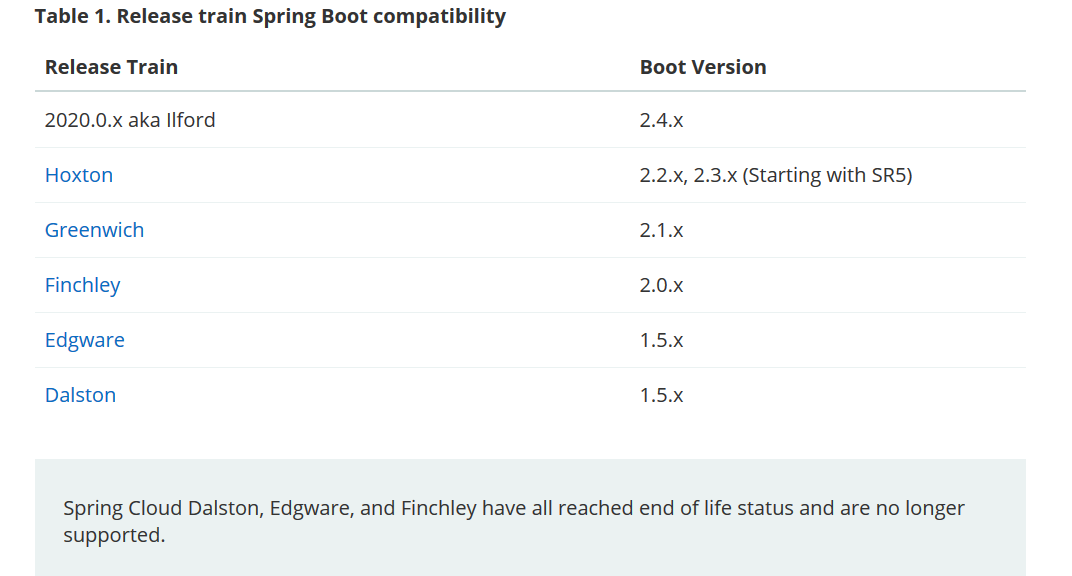 Table 1. Release train Spring Boot compatibility
Release Train Boot Version
2020.0.x aka Ilford 2.4.x
Hoxton 2.2.x, 2.3.x (Starting with SR5)
Greenwich 2.1.x
Finchley 2.0.x
Edgware 1.5.x
Dalston 1.5.x
Spring Cloud Dalston, Edgware, and Finchley have all reached end of life status and are no longer
supported.